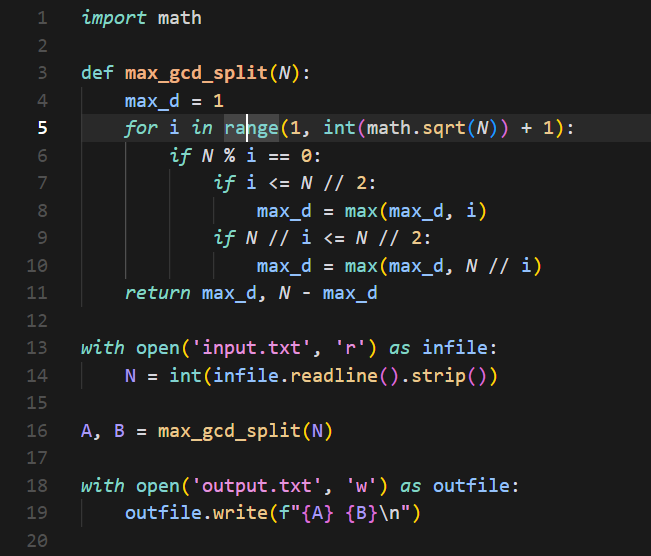 1 import math
2
3 def max_gcd_split(N):
4     max_d = 1
5     for i in range(1, int(math.sqrt(N)) + 1):
6         if N % i == 0:
7             if i <= N // 2:
8                 max_d = max(max_d, i)
9             if N // i <= N // 2:
10                 max_d = max(max_d, N // i)
11     return max_d, N - max_d
12
13 with open('input.txt', 'r') as infile:
14     N = int(infile.readline().strip())
15
16 A, B = max_gcd_split(N)
17
18 with open('output.txt', 'w') as outfile:
19     outfile.write(f"{A} {B}\n")
20